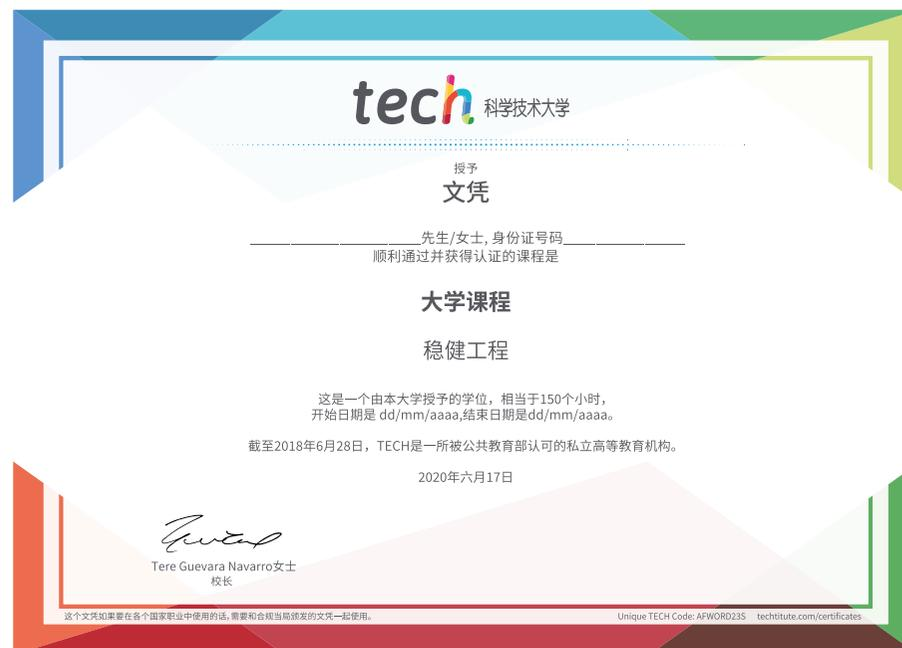 tech 科学技术大学
授予
文凭
____________________先生/女士, 身份证号码______________
顺利通过并获得认证的课程是
大学课程
稳健工程
这是一个由本大学授予的学位，相当于150个小时，
开始日期是 dd/mm/aaaa,结束日期是dd/mm/aaaa。
截至2018年6月28日，TECH是一所被公共教育部认可的私立高等教育机构。
2020年六月17日
Tere Guevara Navarro女士
校长
这个文凭如果要在各个国家职业中使用的话,需要和合规当局颁发的文凭一起使用。
Unique TECH Code: AFWORD23S techtitute.com/certificates